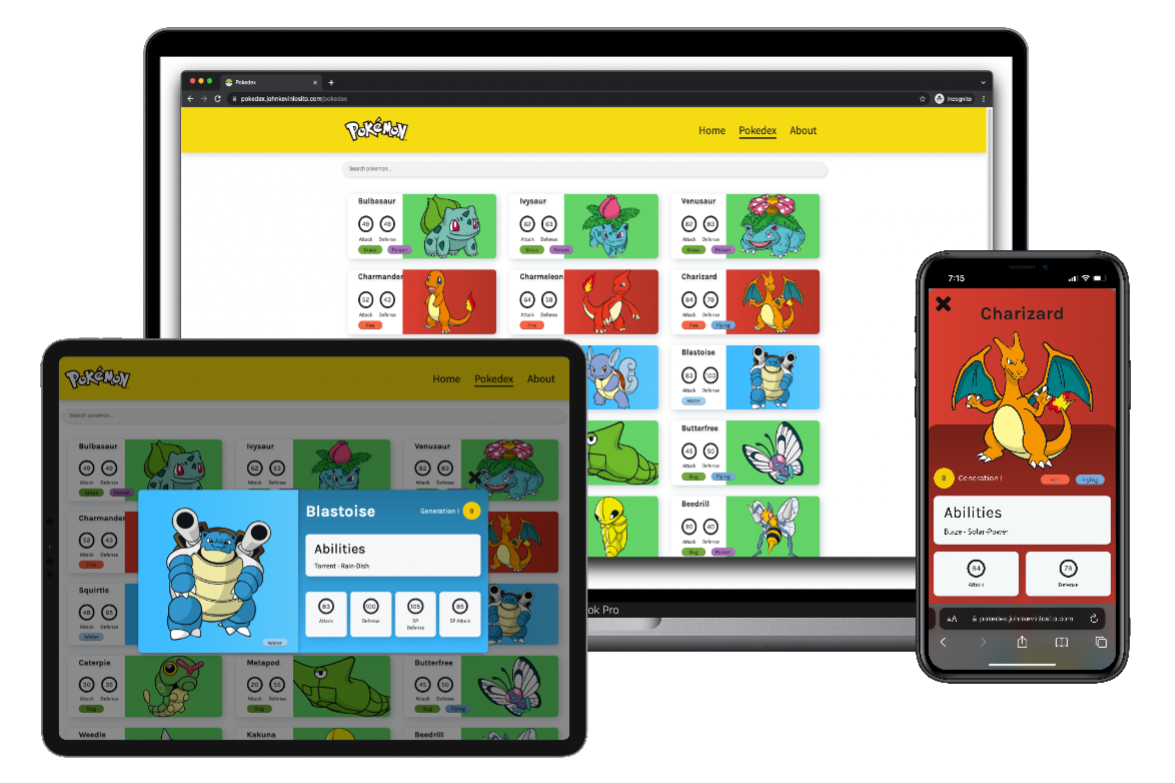 Pokedex
pokedex.johnkevinlosito.com/pokedex
Incognito
POKéMON
Home Pokedex About
Search pokemon...
Bulbasaur Ivysaur Venusaur
49 49 62 63 82 83
Attack Defense Attack Defense Attack Defense
Grass Poison Grass Poison Grass Poison
Charmander Charmeleon Charizard
52 43 64 58 84 78
Attack Defense Attack Defense Attack Defense
Fire Fire Fire Flying
Blastoise
83 100
Attack Defense
Water
Butterfree
45 50
Attack Defense
Bug Flying
Beedrill
90 40
Attack Defense
Bug Poison
ok Pro
POKéMON
Home Pokedex About
Search pokemon...
Bulbasaur Ivysaur Venusaur
49 49 62 63 82 83
Attack Defense Attack Defense Attack Defense
Grass Poison
Charmander
52 43
Attack Defense
Fire
Squirtle
48 65
Attack Defense
Water
Blastoise
Generation I 9
Abilities
Torrent - Rain-Dish
83 100 105 85
Attack Defense SP Defense SP Attack
Water
Caterpie Metapod Butterfree
30 35 20 55 45 50
Attack Defense Attack Defense Attack Defense
Bug Bug Bug Flying
Weedle Kakuna Beedrill
7:15
Charizard
Generation I
Flying
Abilities
Blaze - Solar-Power
84 78
Attack Defense
AA pokedex.johnkevinlosito.com